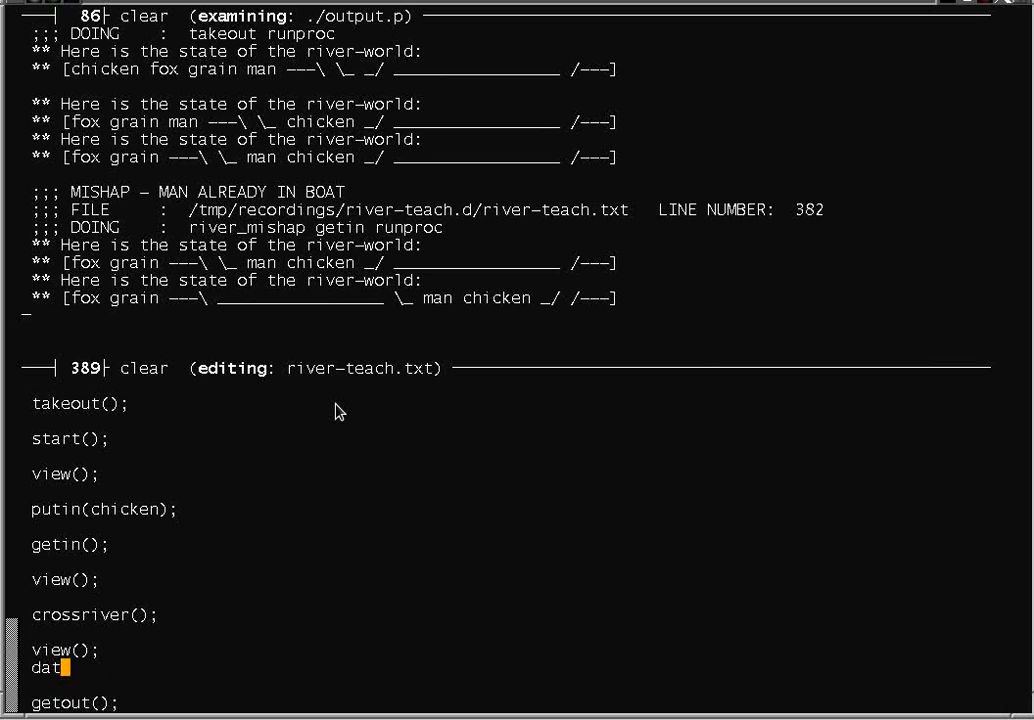 86 clear (examining: ./output.p)
;;; DOING : takeout runproc
** Here is the state of the river-world:
** [chicken fox grain man ---\ \_ _/ _________________ /---]
** Here is the state of the river-world:
** [fox grain man ---\ \_ chicken _/ _________________ /---]
** Here is the state of the river-world:
** [fox grain ---\ \_ man chicken _/ _________________ /---]
;;; MISHAP - MAN ALREADY IN BOAT
;;; FILE : /tmp/recordings/river-teach.d/river-teach.txt LINE NUMBER: 382
;;; DOING : river_mishap getin runproc
** Here is the state of the river-world:
** [fox grain ---\ \_ man chicken _/ _________________ /---]
** Here is the state of the river-world:
** [fox grain ---\ _________________ \_ man chicken _/ /---]
389 clear (editing: river-teach.txt)
takeout();
start();
view();
putin(chicken);
getin();
view();
crossriver();
view();
dat
getout();